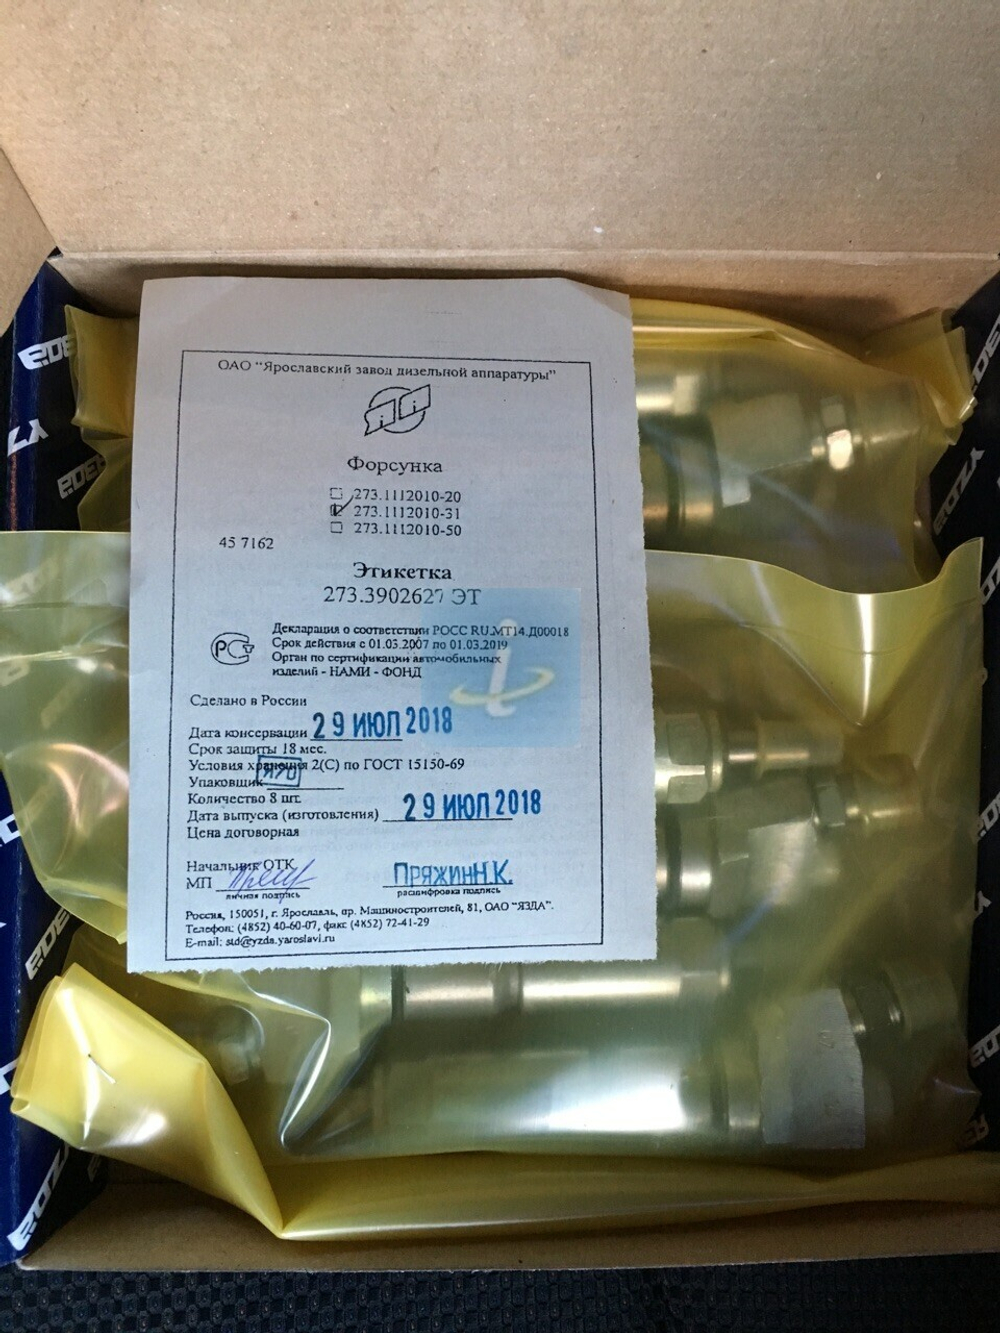 ОАО "Ярославский завод дизельной аппаратуры"
Форсунка
273.1112010-20
273.1112010-31
273.1112010-50
45 7162
Этикетка
273.3902627 ЭТ
РСТ
Декларация о соответствии РОСС RU.МТ14.Д00018
Срок действия с 01.03.2007 по 01.03.2019
Орган по сертификации автомобильных
изделий - НАМИ - ФОНД
Сделано в России
Дата консервации 29 ИЮЛ 2018
Срок защиты 18 мес.
Условия хранения 2(С) по ГОСТ 15150-69
Упаковщик
Количество 8 шт.
Дата выпуска (изготовления) 29 ИЮЛ 2018
Цена договорная
Начальник ОТК
МП
Пряжин Н.К.
личная подпись
расшифровка подпись
Россия, 150051, г. Ярославль, пр. Машиностроителей, 81, ОАО "ЯЗДА".
Телефон: (4852) 40-60-07, факс (4852) 72-41-29
E-mail: std@yzda.yaroslavl.ru